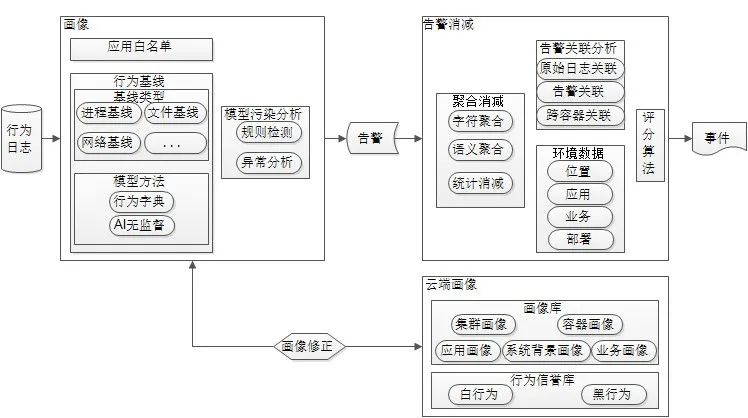 行为
日志
画像
应用白名单
行为基线
基线类型
进程基线
文件基线
网络基线
...
模型方法
行为字典
AI无监督
模型污染分析
规则检测
异常分析
告警
告警消减
聚合消减
字符聚合
语义聚合
统计消减
告警关联分析
原始日志关联
告警关联
跨容器关联
环境数据
位置
应用
业务
部署
评分算法
事件
画像修正
云端画像
画像库
集群画像
容器画像
应用画像
系统背景画像
业务画像
行为信誉库
白行为
黑行为